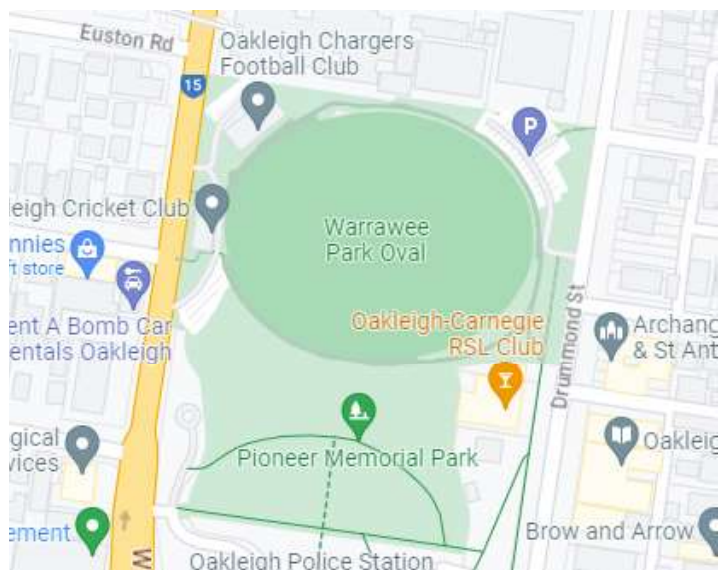 Euston Rd
Oakleigh Chargers
Football Club
15
P
leigh Cricket Club
Warrawee
Park Oval
nnies
ft store
ent A Bomb Car
entals Oakleigh
Oakleigh-Carnegie
RSL Club
Drummond St
Archang
& St Ant
ogical
vices
Pioneer Memorial Park
Oakleig
ement
Brow and Arrow
W
Oakleigh Police Station